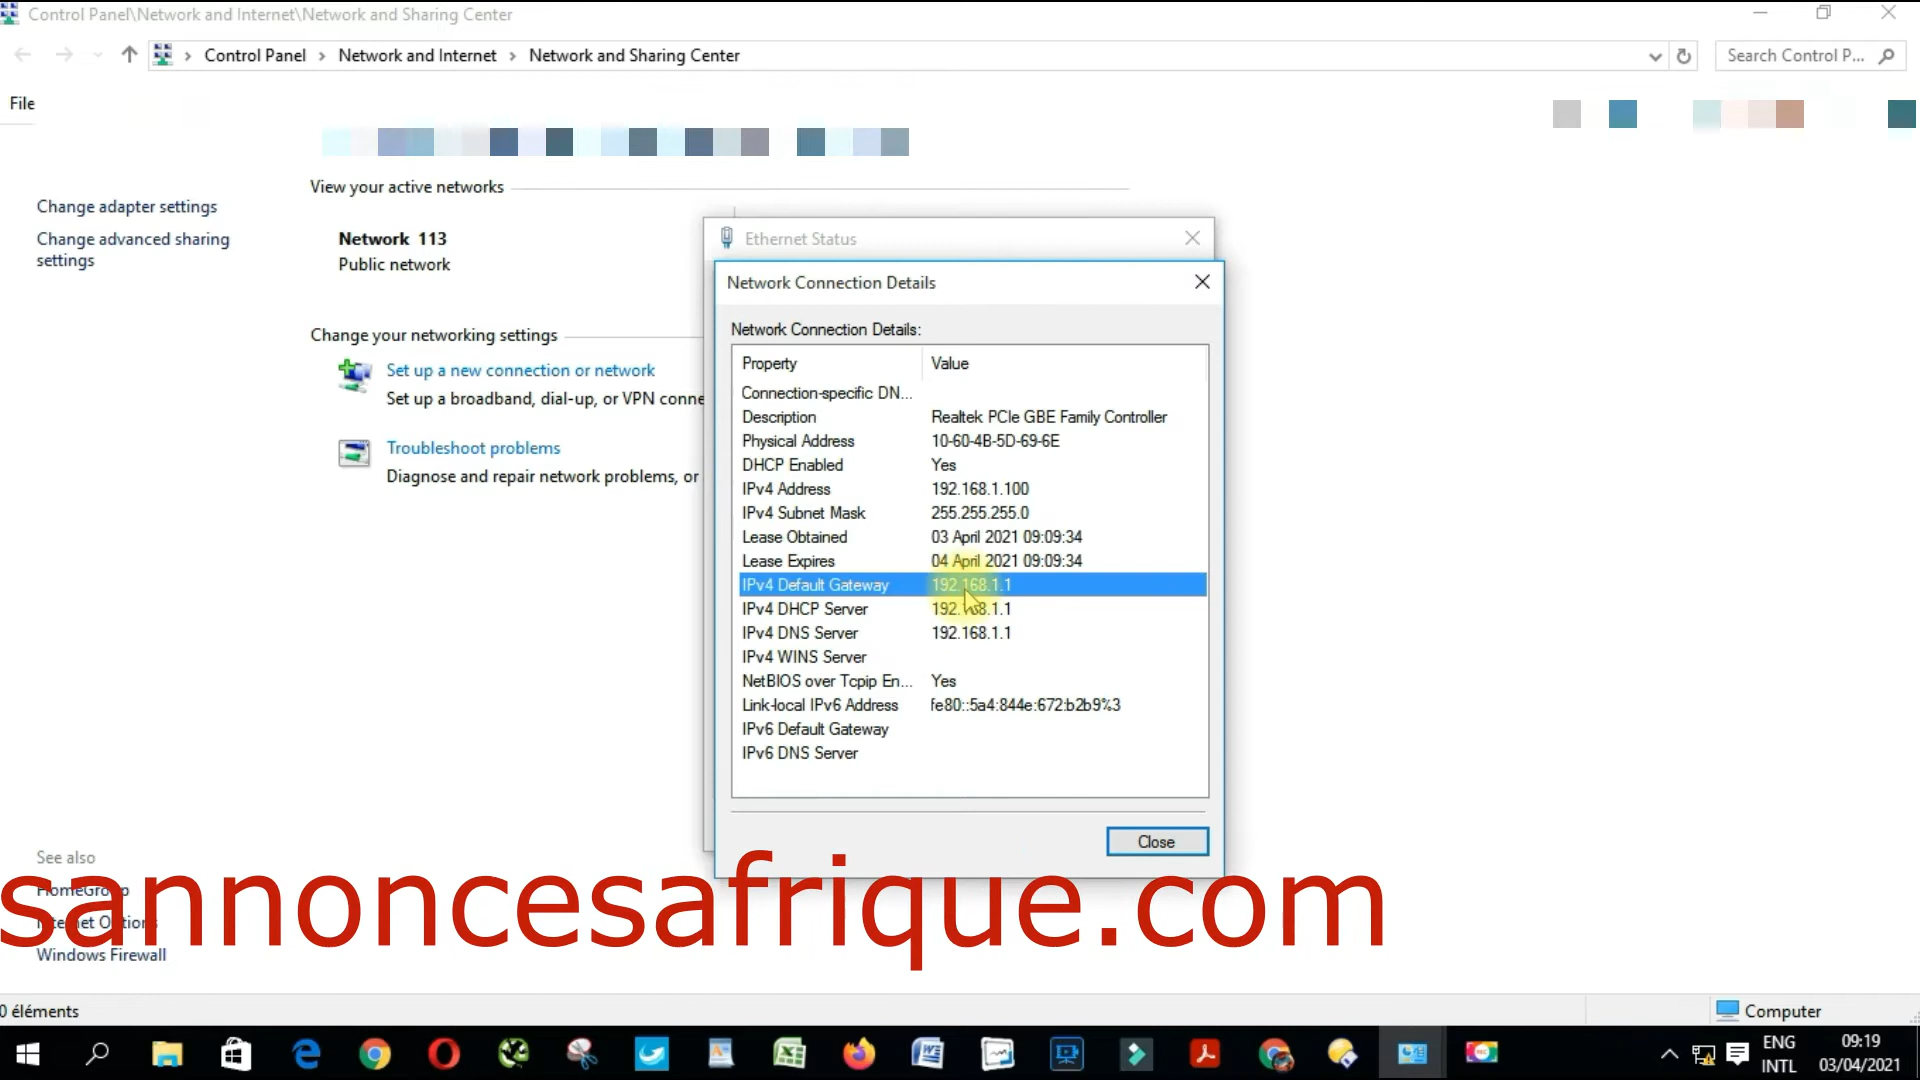 Control Panel\Network and Internet\Network and Sharing Center
Control Panel > Network and Internet > Network and Sharing Center
Search Control P...
File
View your active networks
Change adapter settings
Change advanced sharing
settings
Network 113
Public network
Change your networking settings
Set up a new connection or network
Set up a broadband, dial-up, or VPN conne
Troubleshoot problems
Diagnose and repair network problems, or
Ethernet Status
Network Connection Details
Network Connection Details:
Property Value
Connection-specific DN...
Description Realtek PCIe GBE Family Controller
Physical Address 10-60-4B-5D-69-6E
DHCP Enabled Yes
IPv4 Address 192.168.1.100
IPv4 Subnet Mask 255.255.255.0
Lease Obtained 03 April 2021 09:09:34
Lease Expires 04 April 2021 09:09:34
IPv4 Default Gateway 192.168.1.1
IPv4 DHCP Server 192.168.1.1
IPv4 DNS Server 192.168.1.1
IPv4 WINS Server
NetBIOS over Tcpip En... Yes
Link-local IPv6 Address fe80::5a4:844e:672:b2b9%3
IPv6 Default Gateway
IPv6 DNS Server
Close
See also
HomeGroup
Internet Options
Windows Firewall
sannoncesafrique.com
0 éléments
Computer
ENG
INTL
09:19
03/04/2021